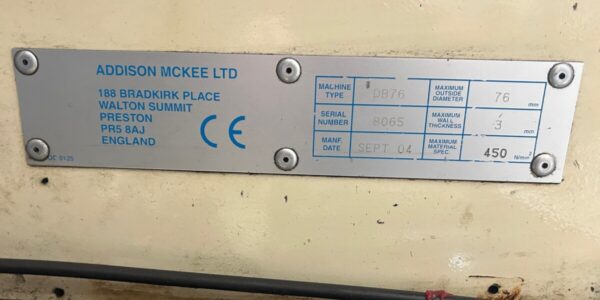 ADDISON MCKEE LTD
188 BRADKIRK PLACE
WALTON SUMMIT
PRESTON
PR5 8AJ
ENGLAND
CE
MACHINE TYPE DB76 MAXIMUM OUTSIDE DIAMETER 76 mm
SERIAL NUMBER 8065 MAXIMUM WALL THICKNESS 3 mm
MANF. DATE SEPT 04 MAXIMUM MATERIAL SPEC. 450 N/mm²